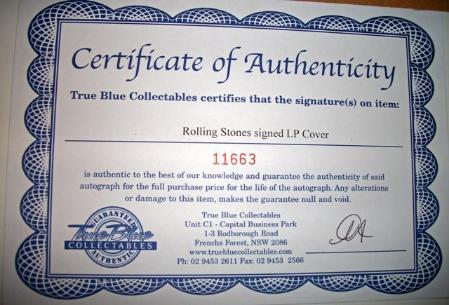 Certificate of Authenticity
True Blue Collectables certifies that the signature(s) on item:
Rolling Stones signed LP Cover
11663
is authentic to the best of our knowledge and guarantee the authenticity of said
autograph for the full purchase price for the life of the autograph. Any alterations
or damage to this item, makes the guarantee null and void.
GUARANTEED
True Blue
COLLECTABLES
AUTHENTIC
True Blue Collectables
Unit C1 - Capital Business Park
1-3 Rodborough Road
Frenchs Forest, NSW 2086
www.truebluecollectables.com
Ph: 02 9453 2611 Fax: 02 9453 2566